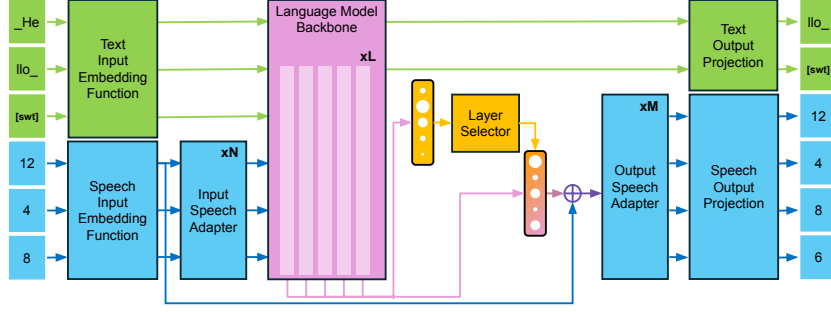 _He
llo_
[swt]
12
4
8
Text
Input
Embedding
Function
Speech
Input
Embedding
Function
xN
Input
Speech
Adapter
Language Model
Backbone
xL
Layer
Selector
xM
Output
Speech
Adapter
Text
Output
Projection
Speech
Output
Projection
llo_
[swt]
12
4
8
6